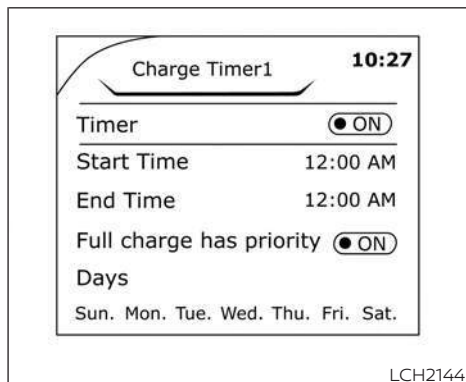 Charge Timer1 10:27
Timer ON
Start Time 12:00 AM
End Time 12:00 AM
Full charge has priority ON
Days
Sun. Mon. Tue. Wed. Thu. Fri. Sat.
LCH2144